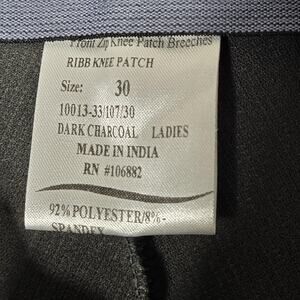 Front Zip Knee Patch Breeches
RIBB KNEE PATCH
Size: 30
10013-33/107/30
DARK CHARCOAL LADIES
MADE IN INDIA
RN #106882
92% POLYESTER/8%-
SPANDEX